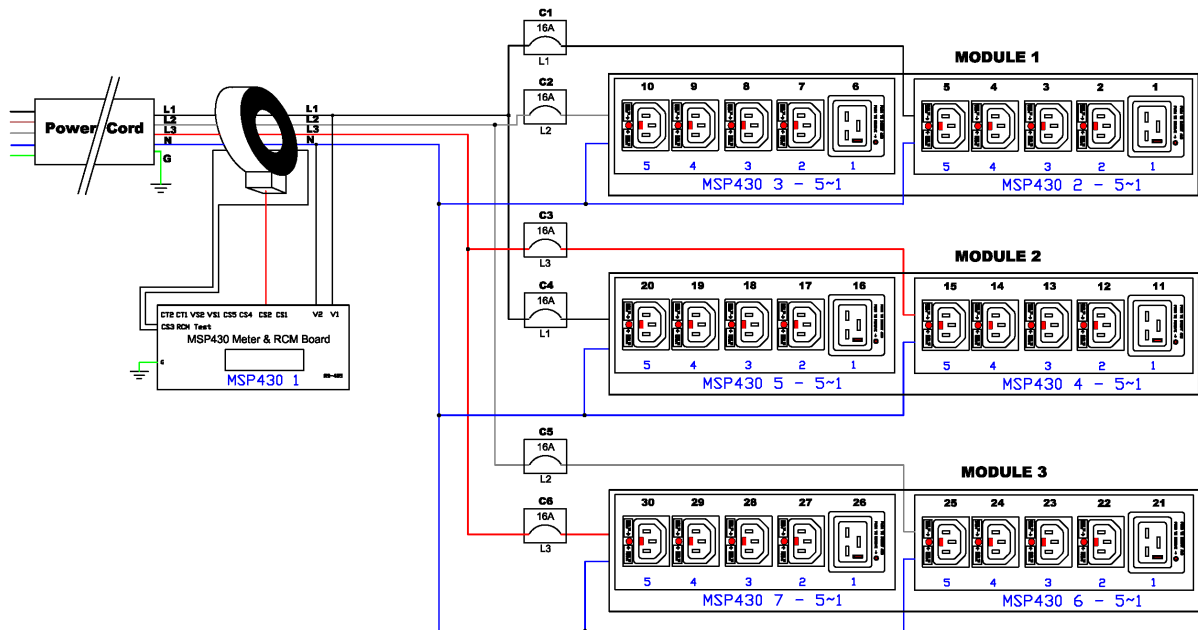 C1
16A
L1
MODULE 1
C2
16A
L2
10 9 8 7 6
5 4 3 2 1
5 4 3 2 1
MSP430 3 - 5~1
5 4 3 2 1
MSP430 2 - 5~1
Power Cord
L1
L2
L3
N
G
L1
L2
L3
N
C3
16A
L3
MODULE 2
C4
16A
L1
20 19 18 17 16
15 14 13 12 11
5 4 3 2 1
MSP430 5 - 5~1
5 4 3 2 1
MSP430 4 - 5~1
CT2 CT1 VS2 VS1 CS5 CS4 CS2 CS1 V2 V1
CS3 RCM Test
MSP430 Meter & RCM Board
G
MSP430 1
RS-485
C5
16A
L2
MODULE 3
C6
16A
L3
30 29 28 27 26
25 24 23 22 21
5 4 3 2 1
MSP430 7 - 5~1
5 4 3 2 1
MSP430 6 - 5~1